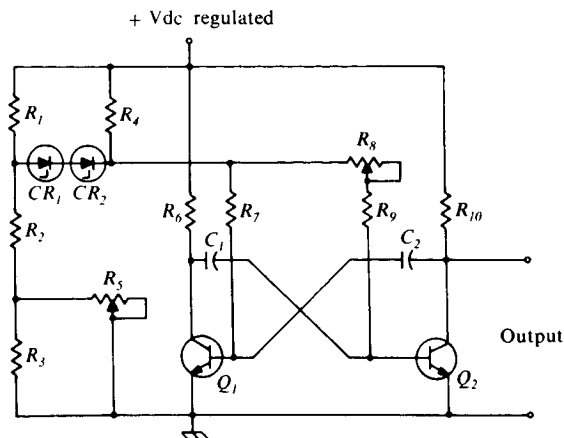 + Vdc regulated
R1
R4
R8
CR1
CR2
R6
R7
R9
R10
R2
C1
C2
R5
Output
R3
Q1
Q2